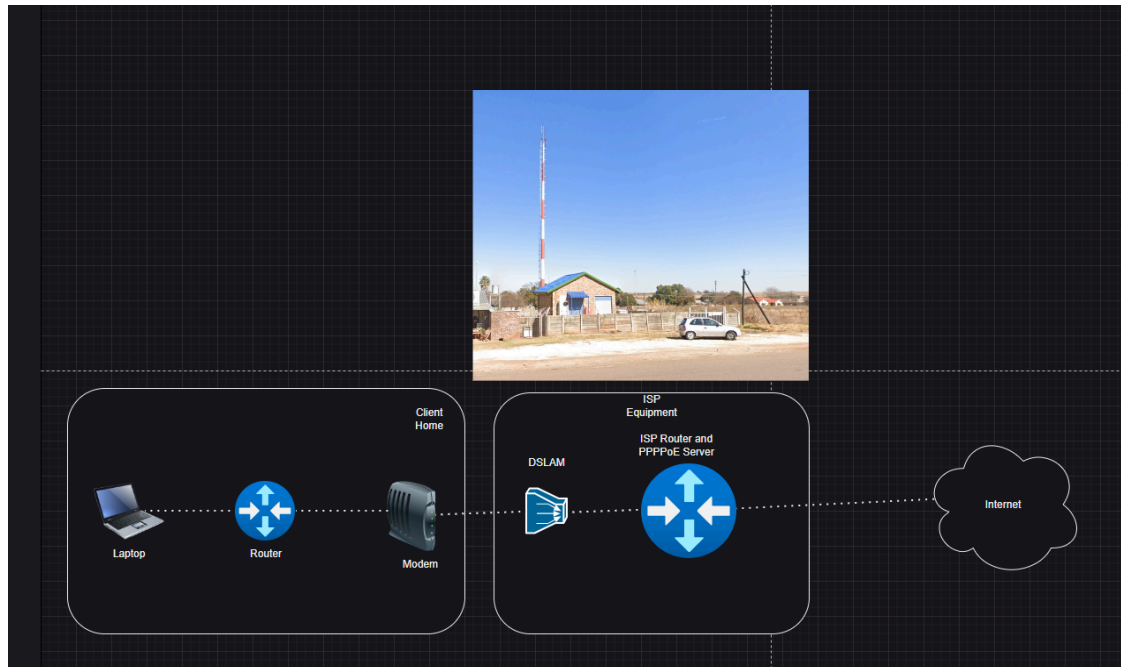 ISP
Equipment
Client
Home
ISP Router and
PPPPoE Server
DSLAM
Internet
Laptop
Router
Modem